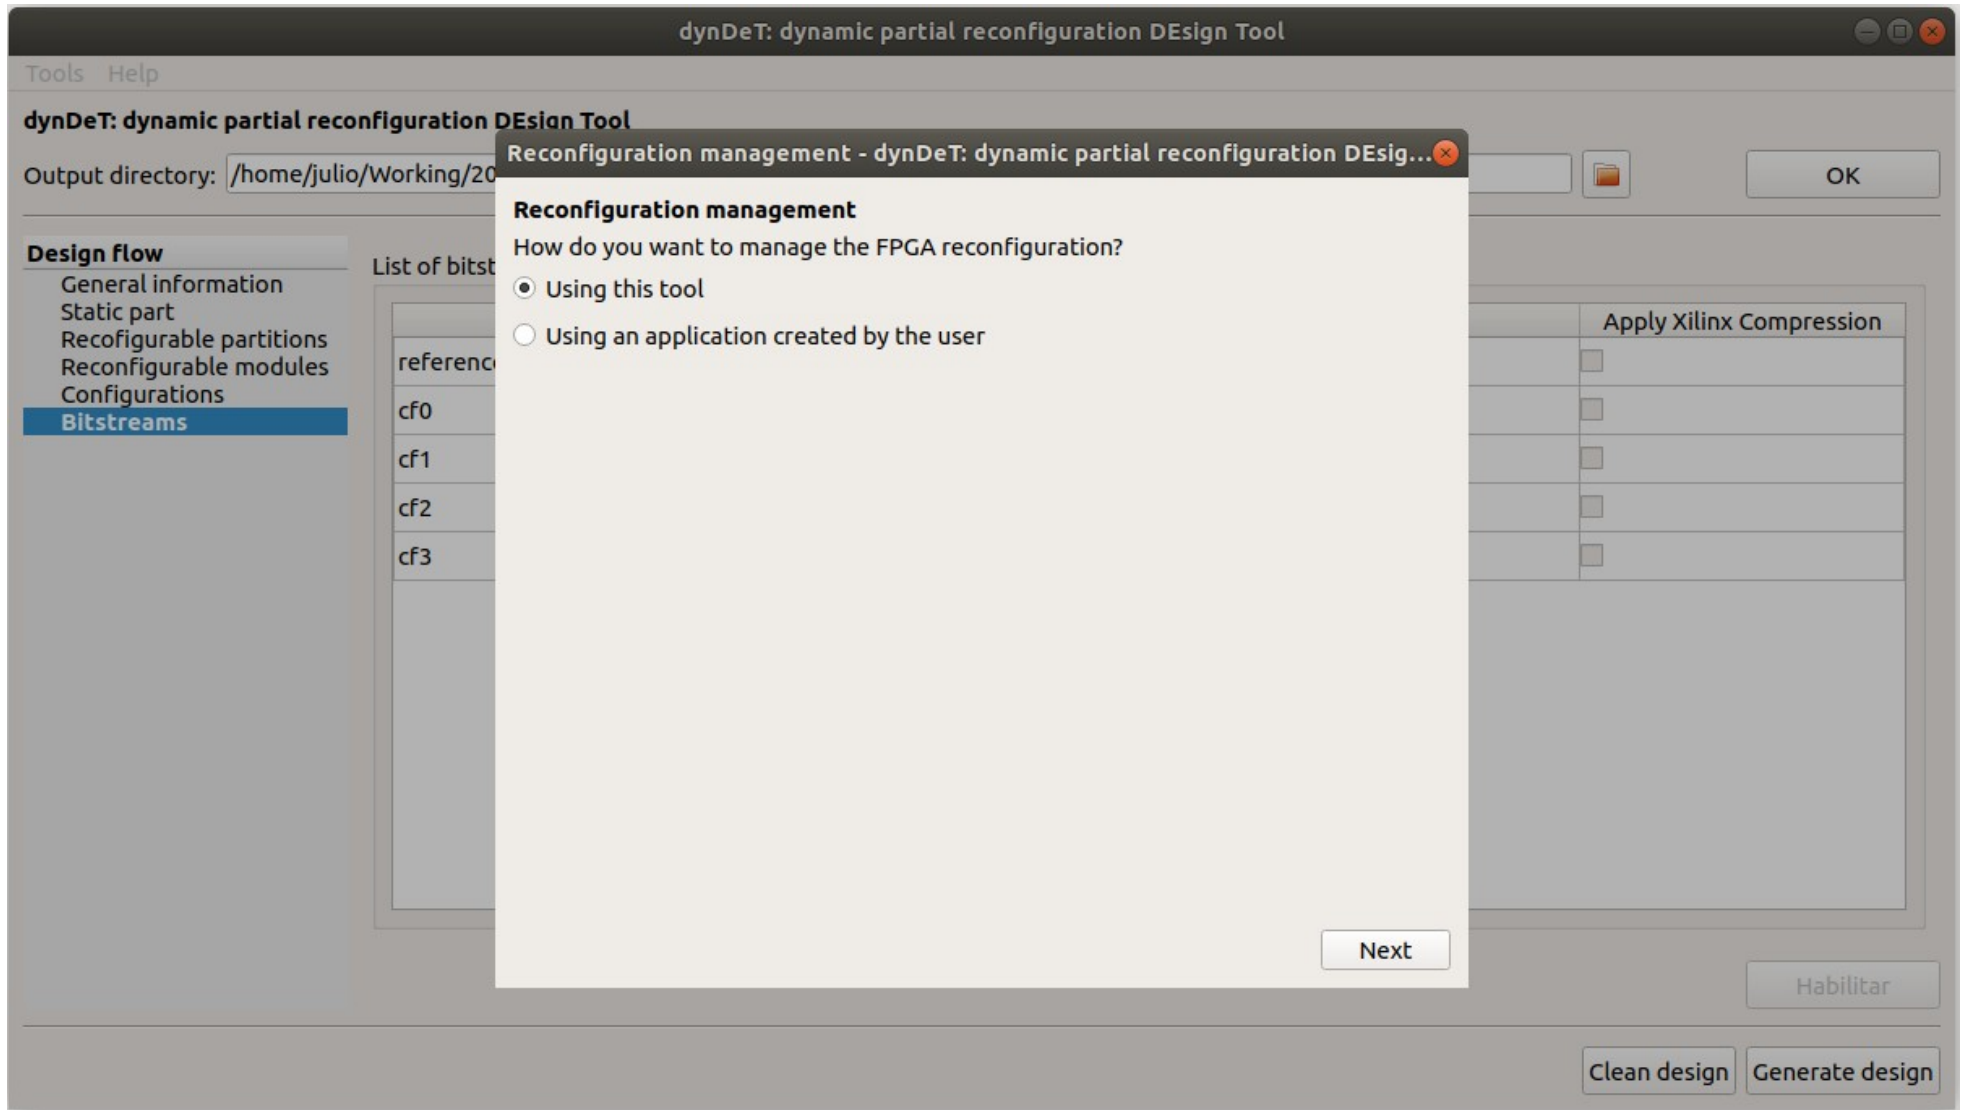 dynDeT: dynamic partial reconfiguration DEsign Tool
Tools Help
dynDeT: dynamic partial reconfiguration DEsign Tool
Output directory: /home/julio/Working/20
OK
Design flow
General information
Static part
Recofigurable partitions
Reconfigurable modules
Configurations
Bitstreams
List of bitst
Apply Xilinx Compression
referenc
cf0
cf1
cf2
cf3
Reconfiguration management - dynDeT: dynamic partial reconfiguration DEsig...
Reconfiguration management
How do you want to manage the FPGA reconfiguration?
Using this tool
Using an application created by the user
Next
Habilitar
Clean design Generate design